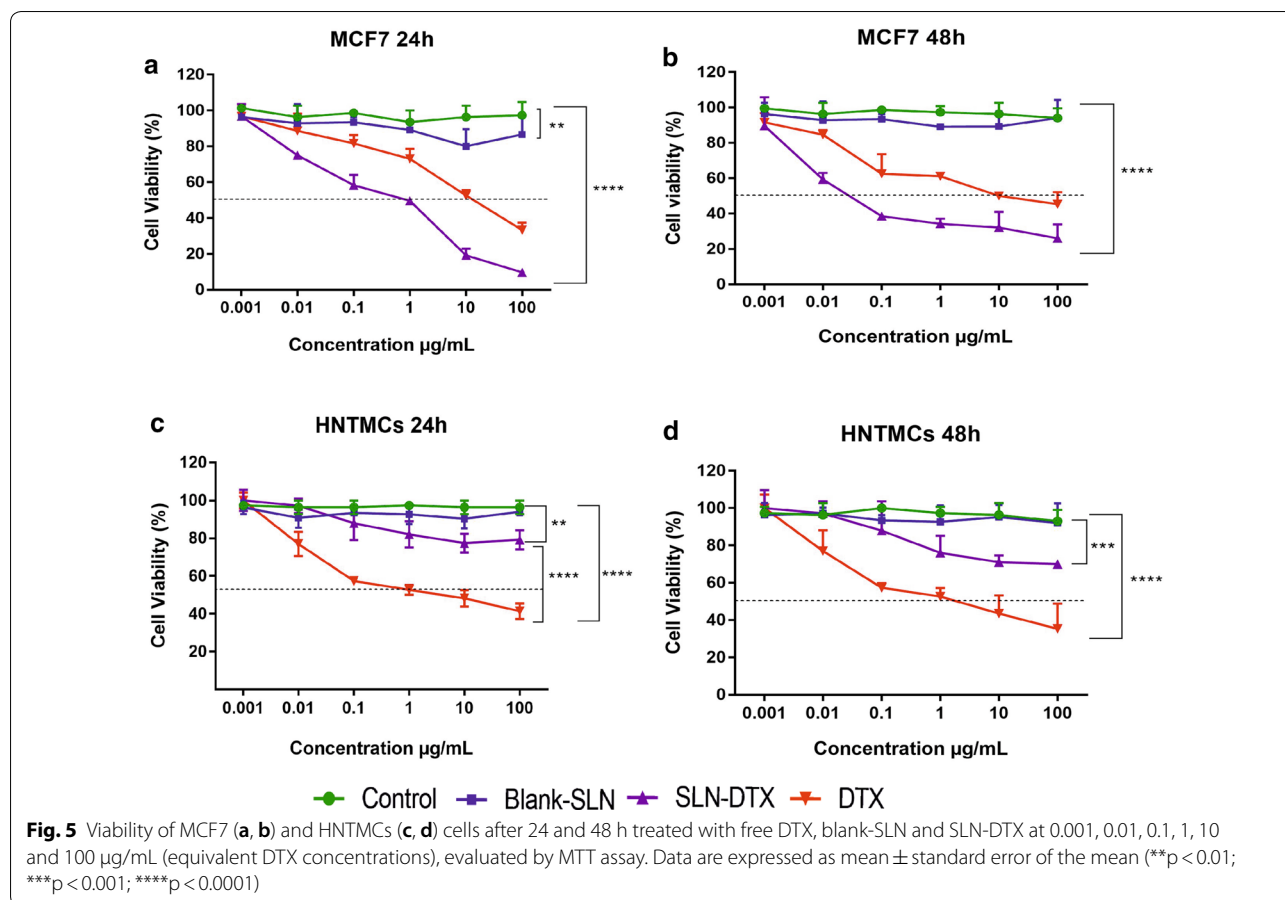 MCF7 24h
a
120
100
80
60
40
20
0
Cell Viability (%)
**
****
0.001 0.01 0.1 1 10 100
Concentration µg/mL
MCF7 48h
b
120
100
80
60
40
20
0
Cell viability (%)
****
0.001 0.01 0.1 1 10 100
Concentration µg/mL
HNTMCs 24h
c
120
100
80
60
40
20
Cell Viability (%)
**
****
****
0.001 0.01 0.1 1 10 100
Concentration µg/mL
HNTMCs 48h
d
120
100
80
60
40
20
0
Cell Viability (%)
***
****
0.001 0.01 0.1 1 10 100
Concentration µg/mL
Control Blank-SLN SLN-DTX DTX
Fig. 5 Viability of MCF7 (a, b) and HNTMCs (c, d) cells after 24 and 48 h treated with free DTX, blank-SLN and SLN-DTX at 0.001, 0.01, 0.1, 1, 10
and 100 µg/mL (equivalent DTX concentrations), evaluated by MTT assay. Data are expressed as mean ± standard error of the mean (**p < 0.01;
***p < 0.001; ****p < 0.0001)